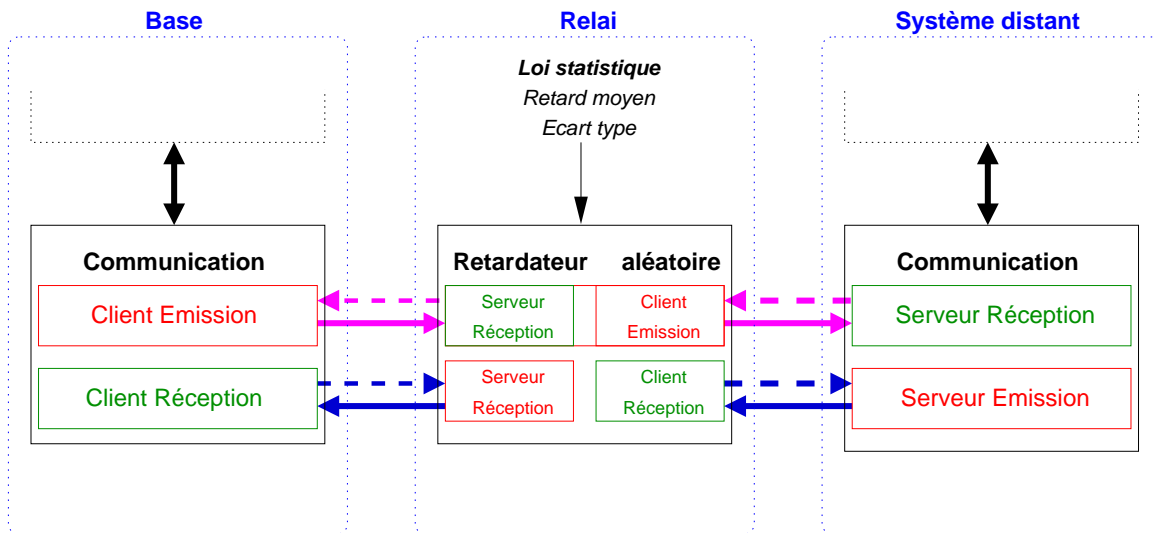 Base
Relai
Système distant
Loi statistique
Retard moyen
Ecart type
Communication
Client Emission
Client Réception
Retardateur aléatoire
Serveur
Réception
Client
Emission
Serveur
Réception
Client
Réception
Communication
Serveur Réception
Serveur Emission